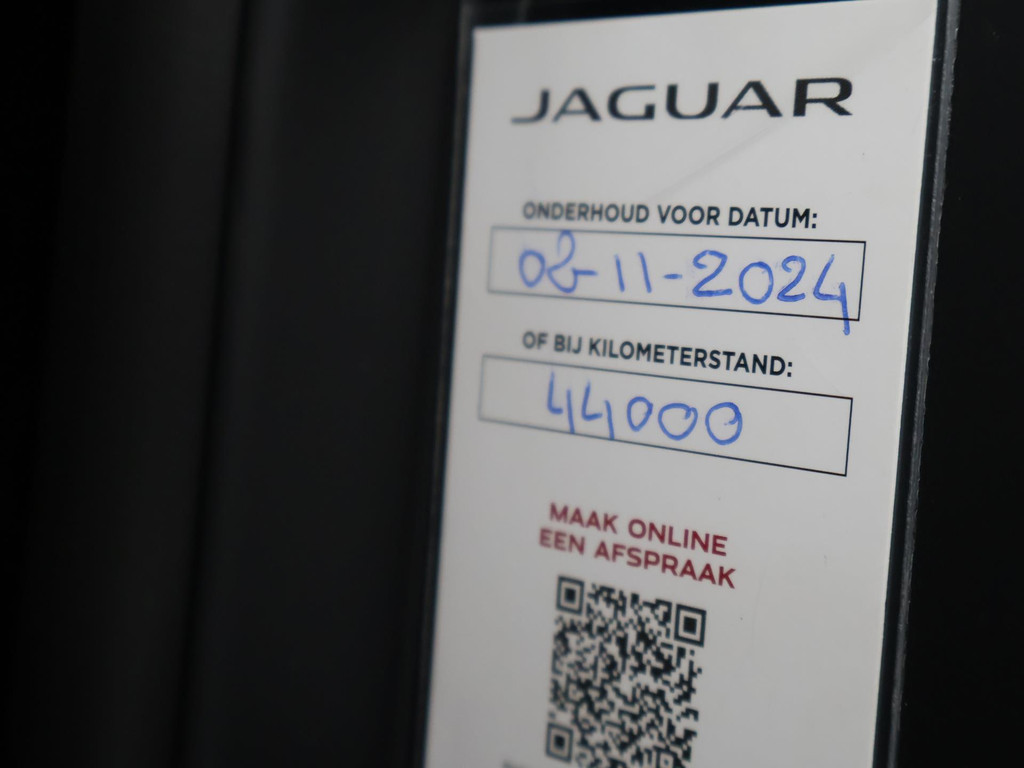 JAGUAR
ONDERHOUD VOOR DATUM:
02-11-2024
OF BIJ KILOMETERSTAND:
44000
MAAK ONLINE
EEN AFSPRAAK